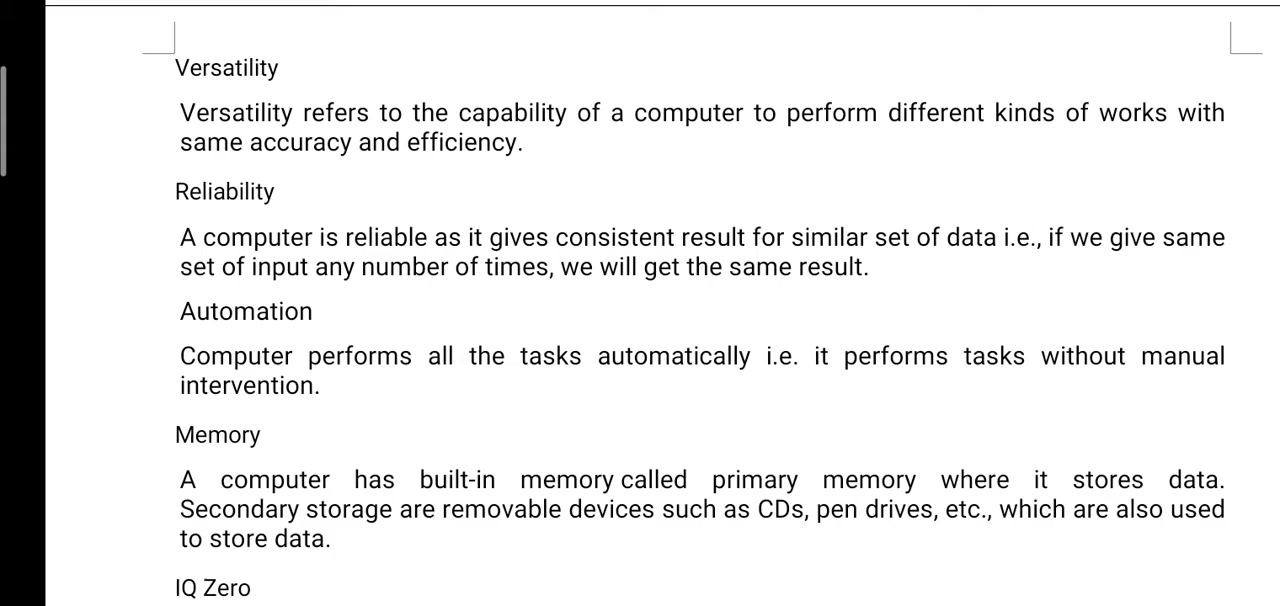 Versatility
Versatility refers to the capability of a computer to perform different kinds of works with
same accuracy and efficiency.
Reliability
A computer is reliable as it gives consistent result for similar set of data i.e., if we give same
set of input any number of times, we will get the same result.
Automation
Computer performs all the tasks automatically i.e. it performs tasks without manual
intervention.
Memory
A computer has built-in memory called primary memory where it stores data.
Secondary storage are removable devices such as CDs, pen drives, etc., which are also used
to store data.
IQ Zero